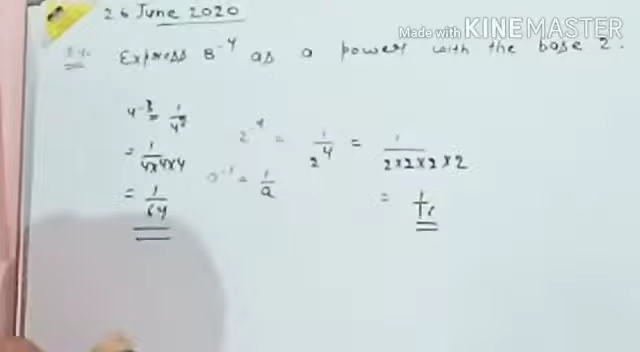 26 June 2020
Made with KINEMASTER
Express 8⁻⁴ as a power with the base 2.
4⁻³ = 1/4³
= 1/4×4×4
= 1/64
2⁻⁴ = 1/2⁴ = 1/2×2×2×2
a⁻¹ = 1/a